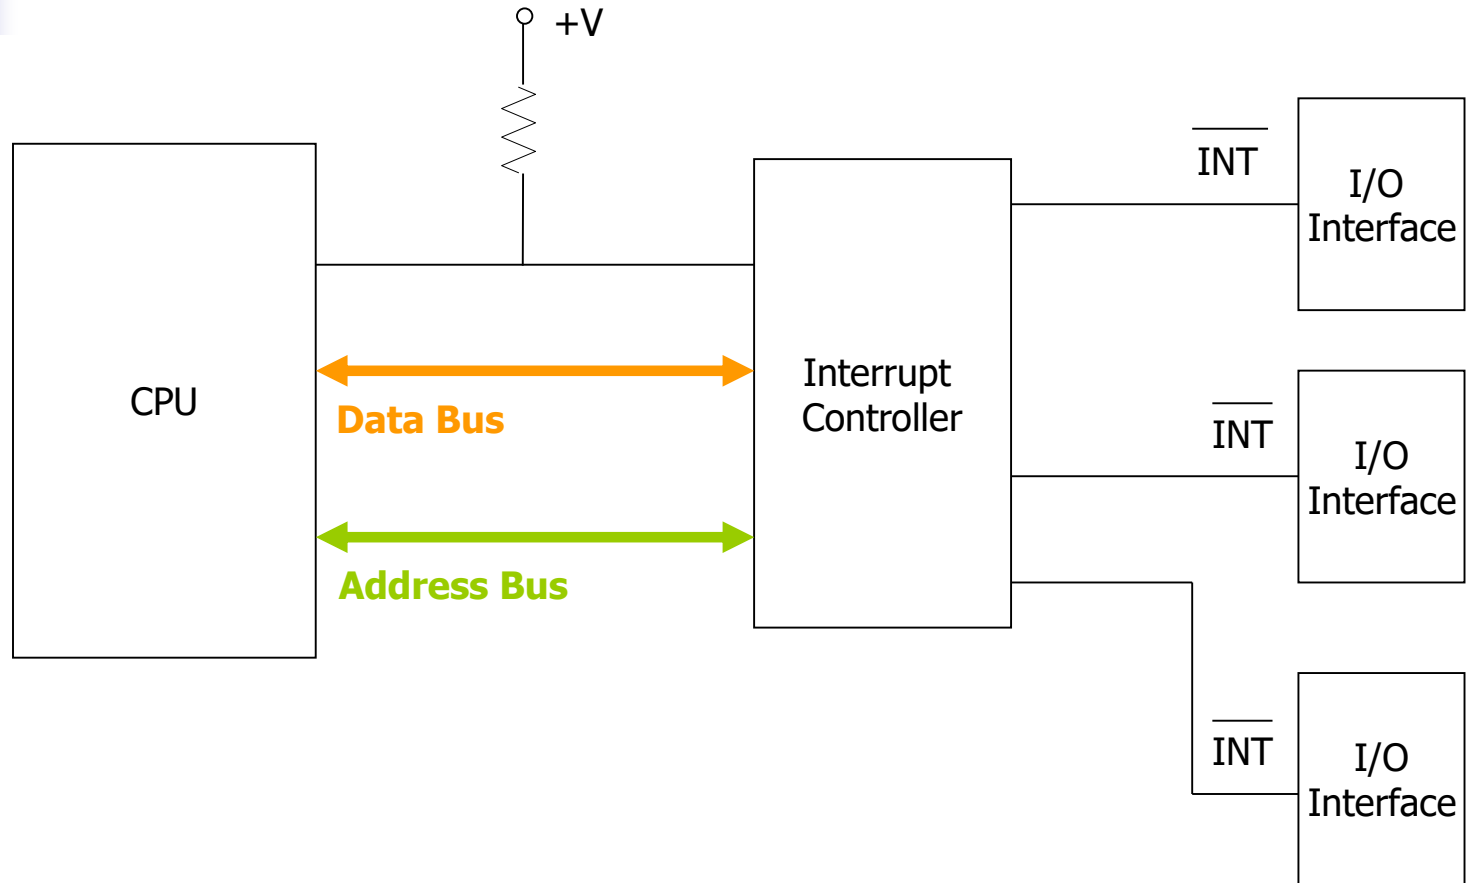 +V
INT
I/O
Interface
CPU
Interrupt
Controller
Data Bus
INT
I/O
Interface
Address Bus
INT
I/O
Interface